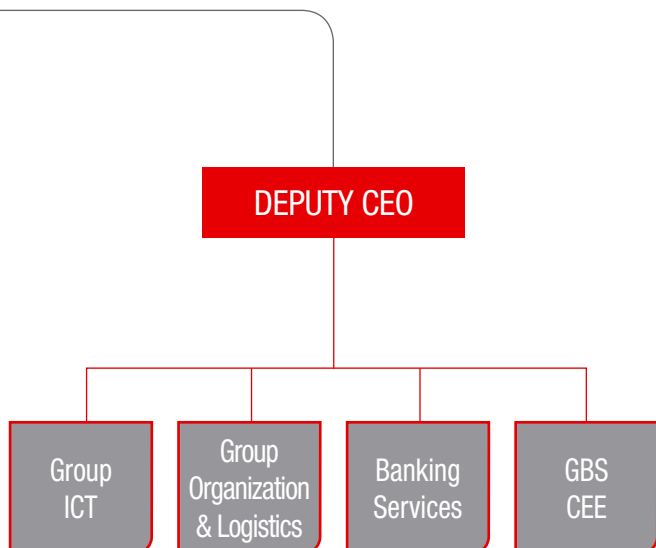 DEPUTY CEO
Group
ICT
Group
Organization
& Logistics
Banking
Services
GBS
CEE